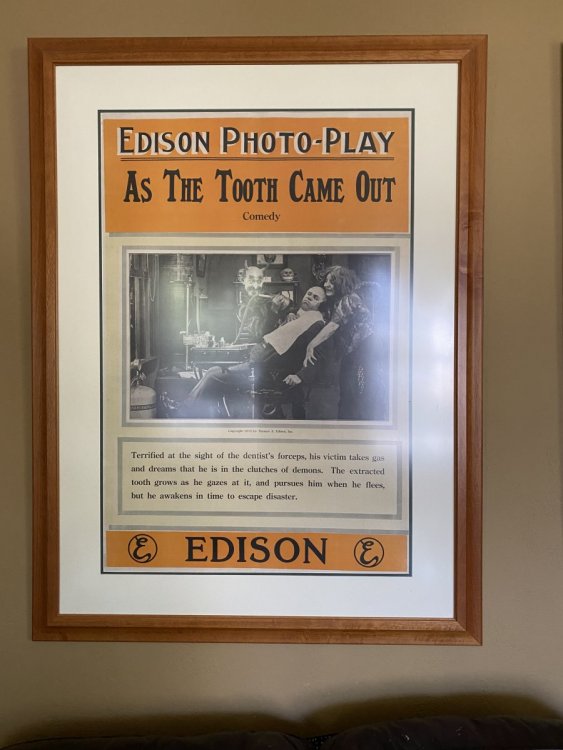 EDISON PHOTO-PLAY
AS THE TOOTH CAME OUT
Comedy
Terrified at the sight of the dentist's forceps, his victim takes gas
and dreams that he is in the clutches of demons. The extracted
tooth grows as he gazes at it, and pursues him when he flees,
but he awakens in time to escape disaster.
E EDISON E